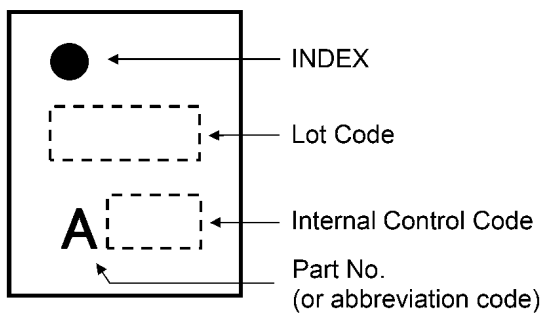 INDEX
Lot Code
A
Internal Control Code
Part No.
(or abbreviation code)